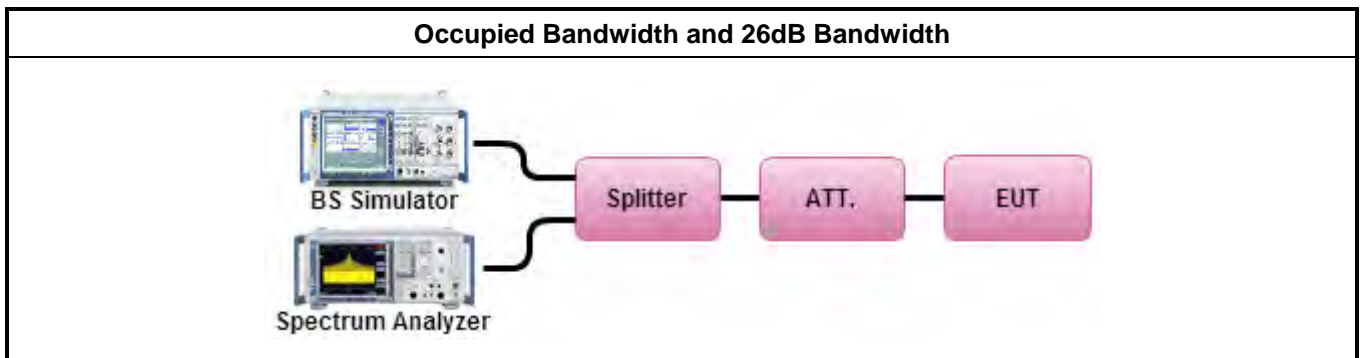 Occupied Bandwidth and 26dB Bandwidth
BS Simulator
Splitter
ATT.
EUT
Spectrum Analyzer